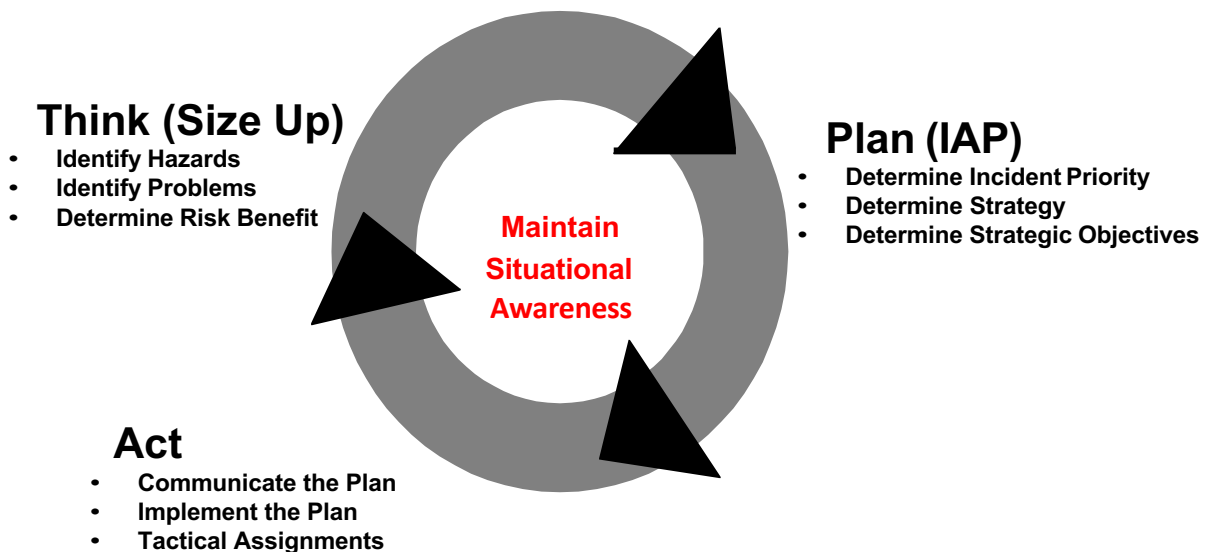 Think (Size Up)
• Identify Hazards
• Identify Problems
• Determine Risk Benefit
Plan (IAP)
• Determine Incident Priority
• Determine Strategy
• Determine Strategic Objectives
Maintain
Situational
Awareness
Act
• Communicate the Plan
• Implement the Plan
• Tactical Assignments